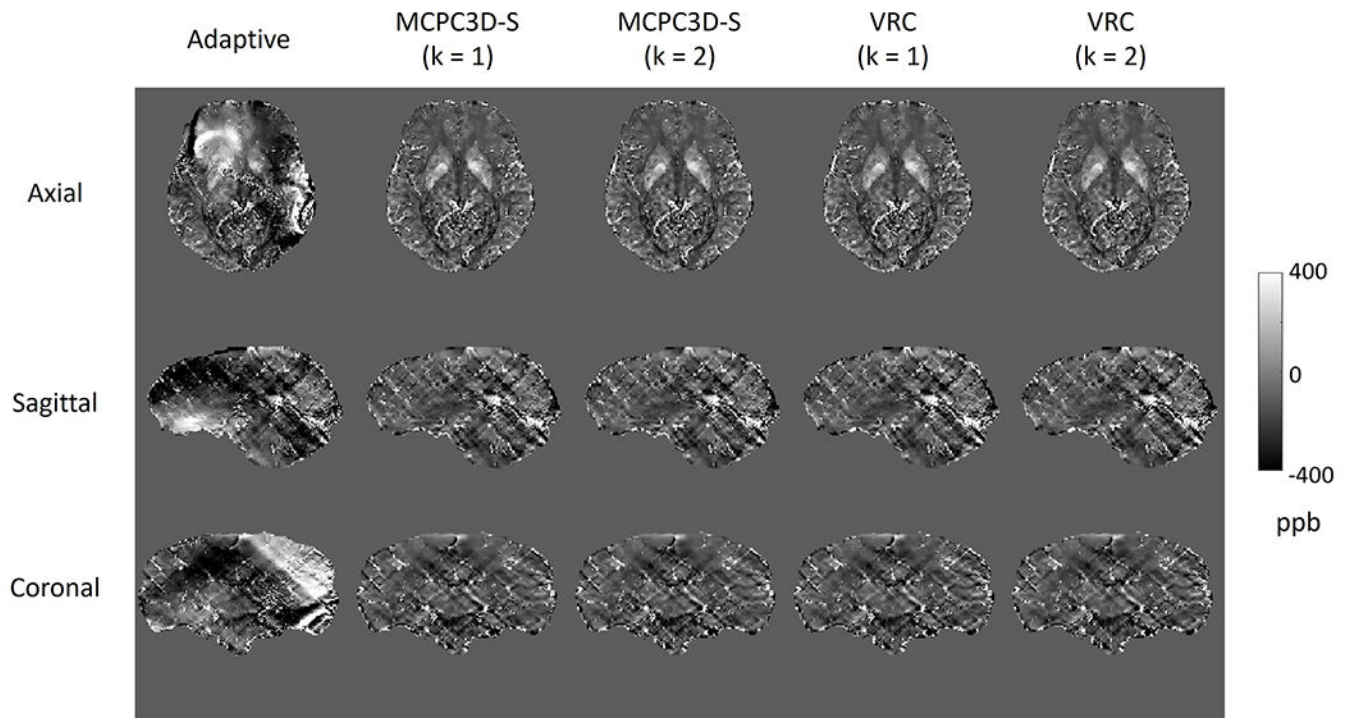 Adaptive
MCPC3D-S
(k = 1)
MCPC3D-S
(k = 2)
VRC
(k = 1)
VRC
(k = 2)
Axial
Sagittal
Coronal
400
0
-400
ppb